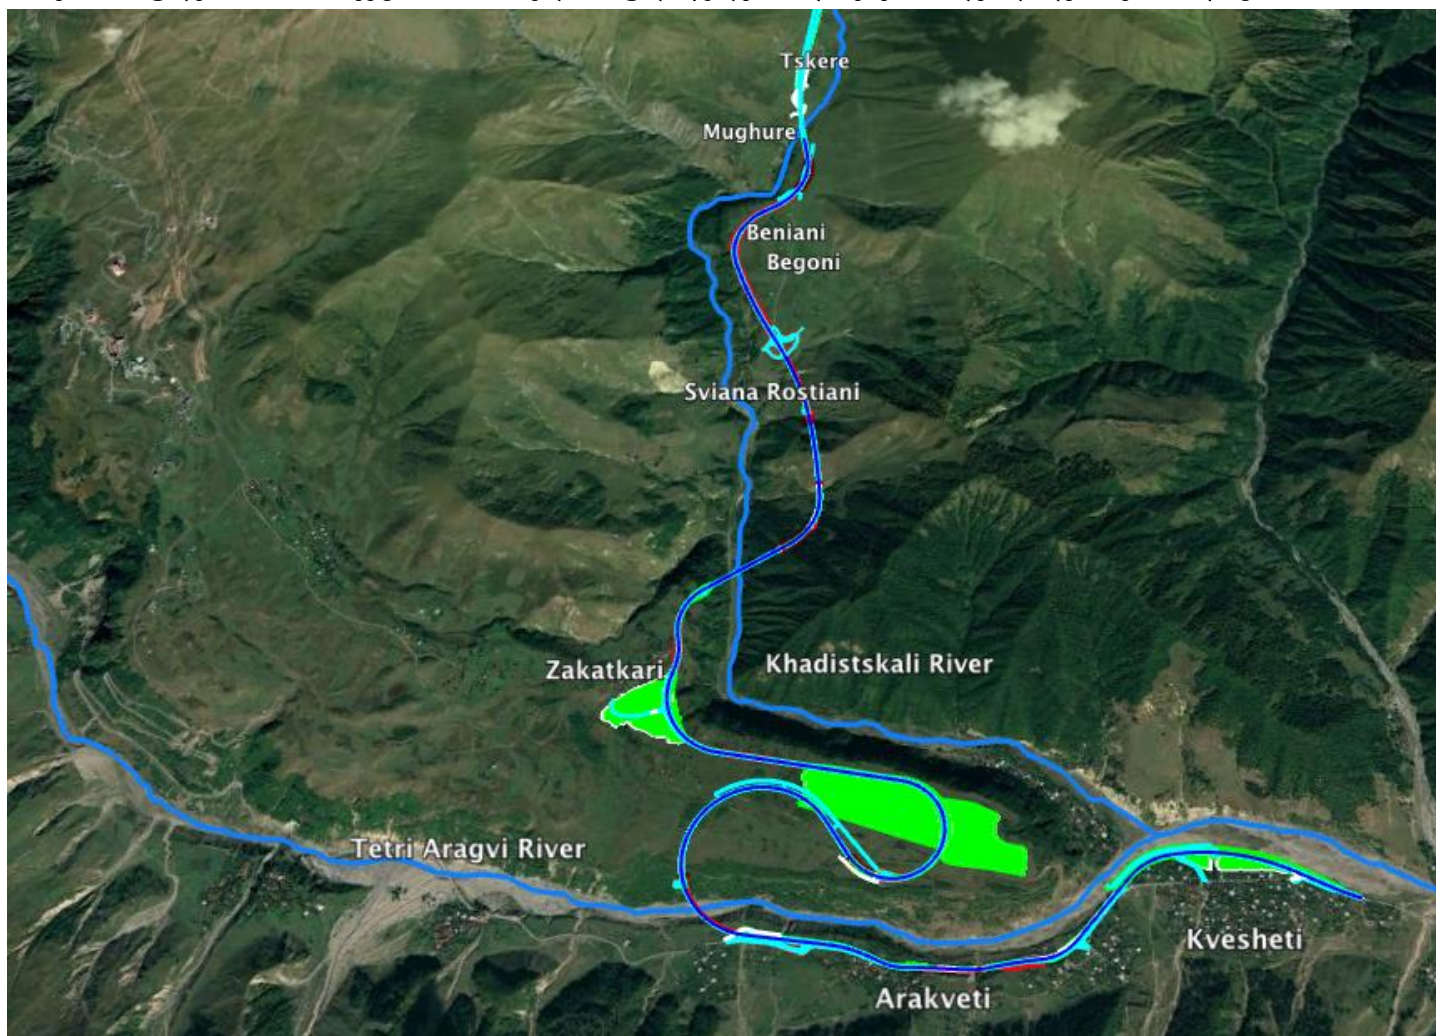 Tskere
Mughure
Beniani
Begoni
Sviana Rostiani
Zakatkari
Khadistskali River
Tetri Aragvi River
Kvesheti
Arakveti